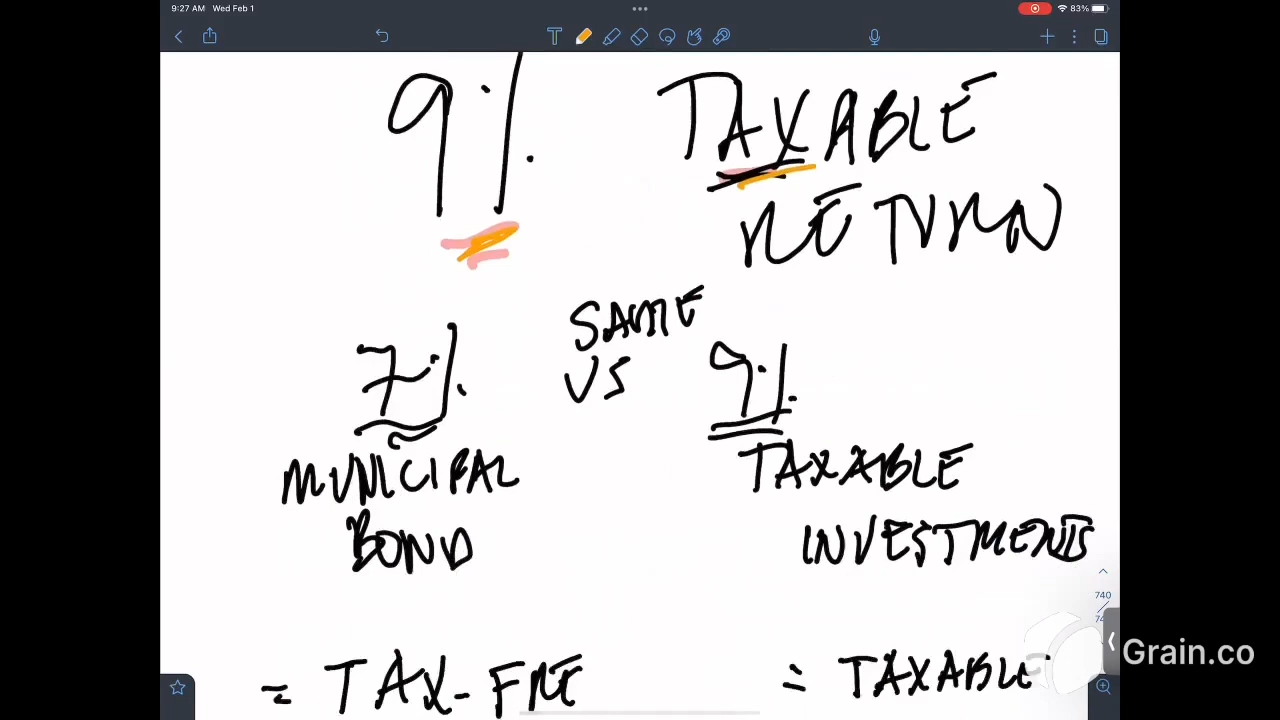 9:27 AM Wed Feb 1
83%
9% TAXABLE
RETURN
SAME
7% VS 9%
MUNICIPAL TAXABLE
BOND INVESTMENTS
740
= TAX-FREE = TAXABLE
Grain.co